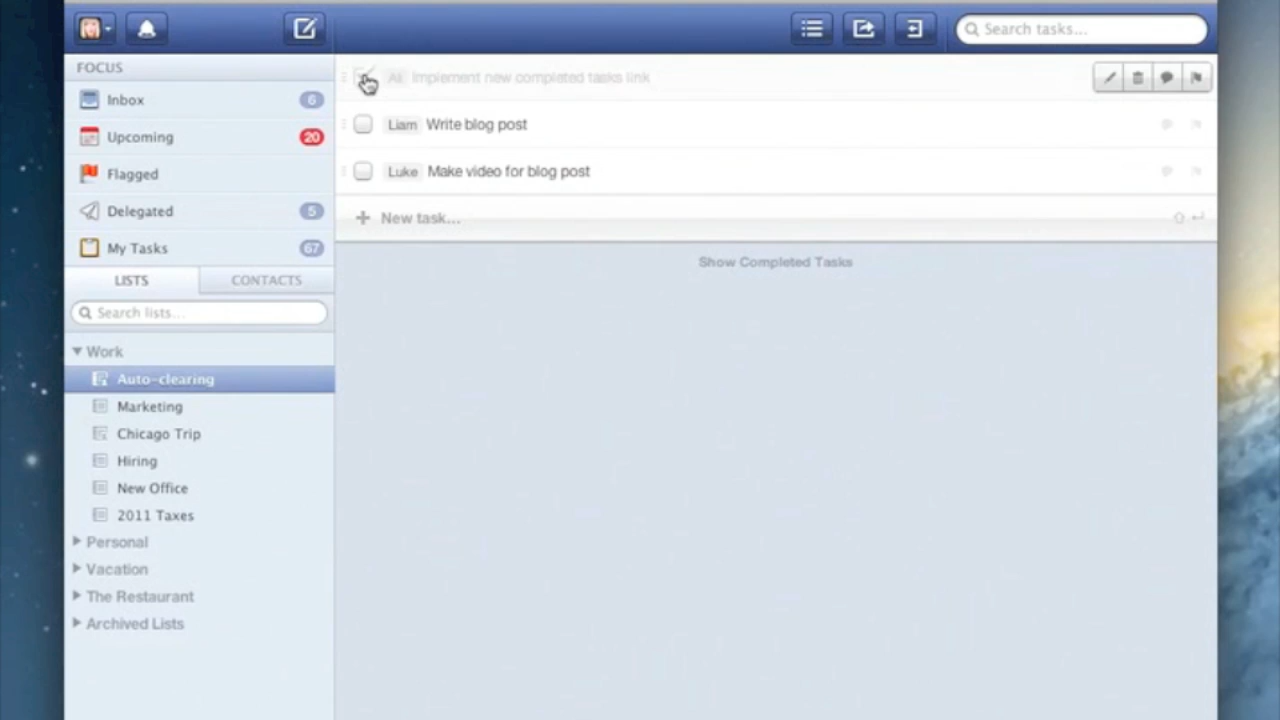 Search tasks...
FOCUS
Inbox 6
Upcoming 20
Flagged
Delegated 5
My Tasks 67
LISTS CONTACTS
Search lists...
Work
Auto-clearing
Marketing
Chicago Trip
Hiring
New Office
2011 Taxes
Personal
Vacation
The Restaurant
Archived Lists
Implement new completed tasks link
Liam Write blog post
Luke Make video for blog post
New task...
Show Completed Tasks